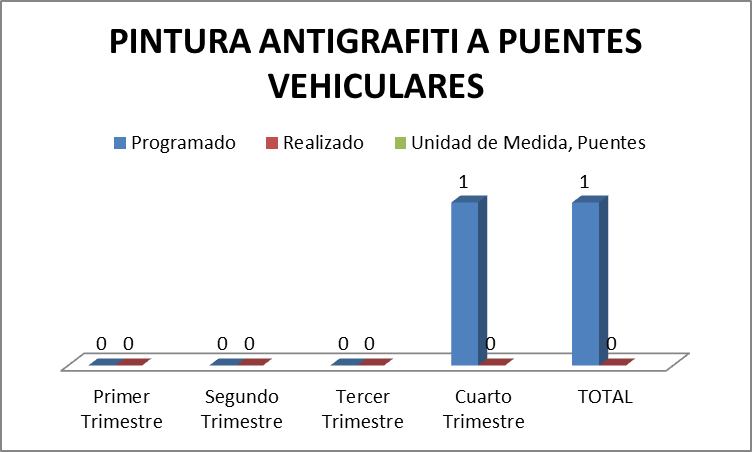 PINTURA ANTIGRAFITI A PUENTES
VEHICULARES
Programado Realizado Unidad de Medida, Puentes
1 1
0 0 0 0 0 0 0 0
Primer Segundo Tercer Cuarto TOTAL
Trimestre Trimestre Trimestre Trimestre